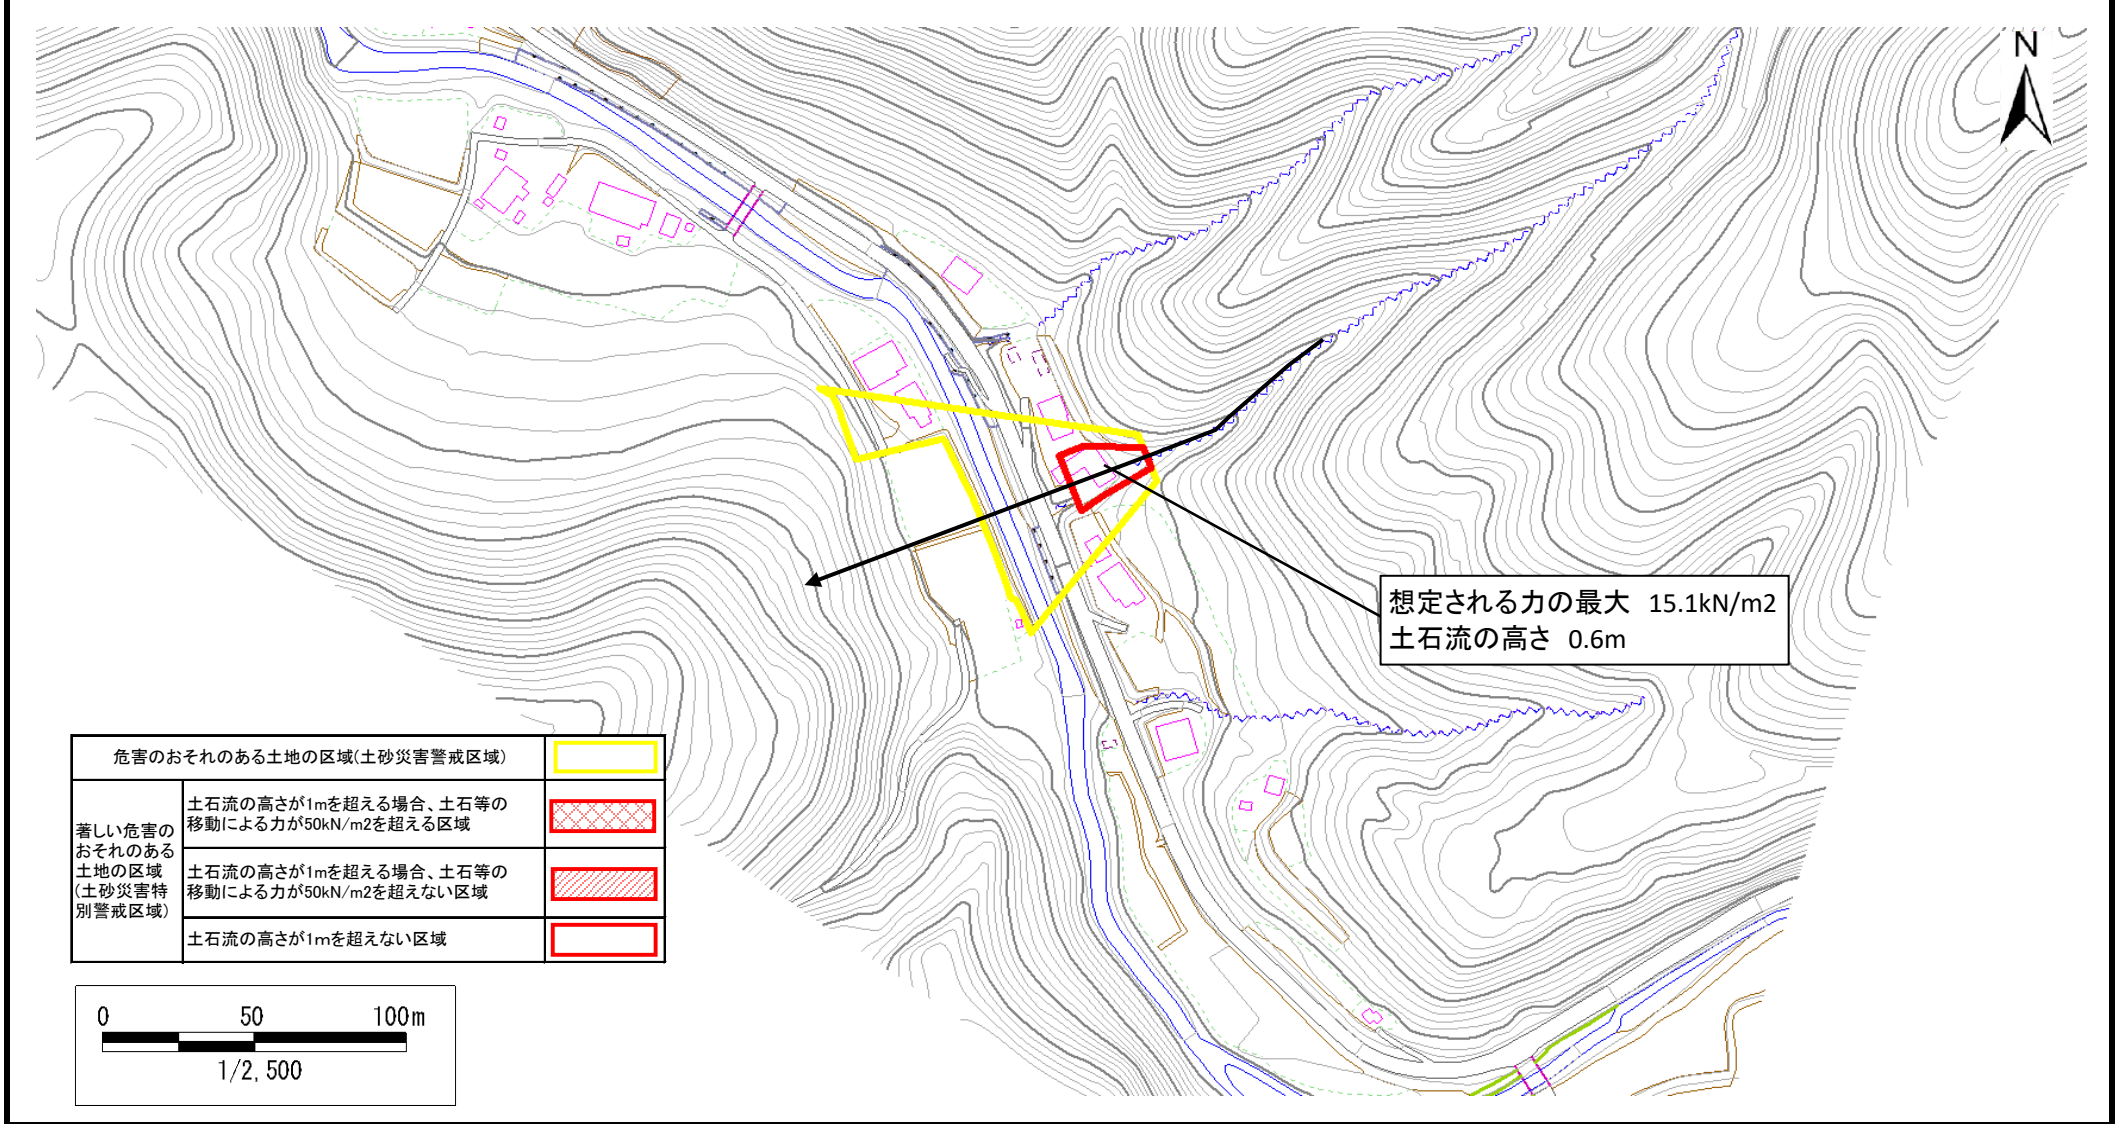 N
想定される力の最大 15.1kN/m2
土石流の高さ 0.6m
危害のおそれのある土地の区域(土砂災害警戒区域)
著しい危害の
おそれのある
土地の区域
(土砂災害特
別警戒区域)
土石流の高さが1mを超える場合、土石等の
移動による力が50kN/m2を超える区域
土石流の高さが1mを超える場合、土石等の
移動による力が50kN/m2を超えない区域
土石流の高さが1mを超えない区域
0 50 100m
1/2,500